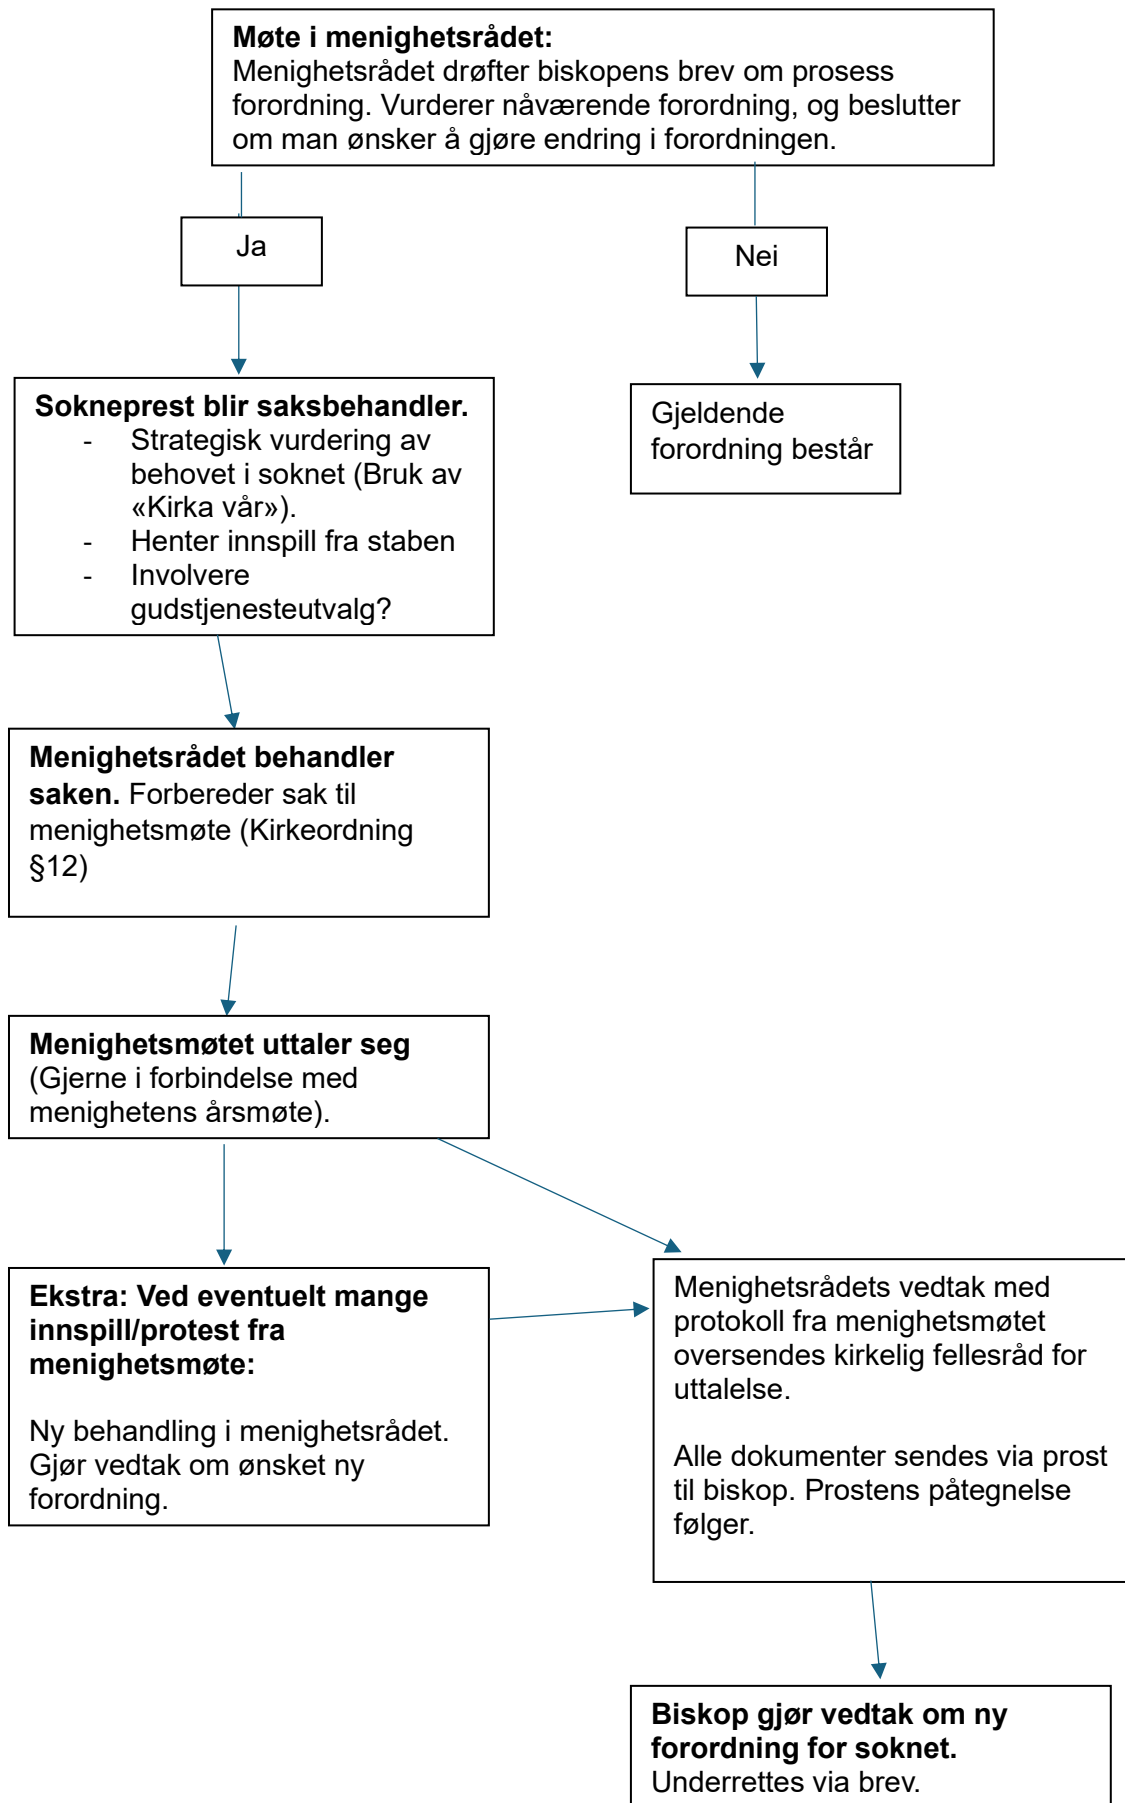 Møte i menighetsrådet:
Menighetsrådet drøfter biskopens brev om prosess
forordning. Vurderer nåværende forordning, og beslutter
om man ønsker å gjøre endring i forordningen.
Ja
Nei
Sokneprest blir saksbehandler.
- Strategisk vurdering av
behovet i soknet (Bruk av
«Kirka vår»).
- Henter innspill fra staben
- Involvere
gudstjenesteutvalg?
Gjeldende
forordning består
Menighetsrådet behandler
saken. Forbereder sak til
menighetsmøte (Kirkeordning
§12)
Menighetsmøtet uttaler seg
(Gjerne i forbindelse med
menighetens årsmøte).
Ekstra: Ved eventuelt mange
innspill/protest fra
menighetsmøte:
Ny behandling i menighetsrådet.
Gjør vedtak om ønsket ny
forordning.
Menighetsrådets vedtak med
protokoll fra menighetsmøtet
oversendes kirkelig fellesråd for
uttalelse.
Alle dokumenter sendes via prost
til biskop. Prostens påtegnelse
følger.
Biskop gjør vedtak om ny
forordning for soknet.
Underrettes via brev.